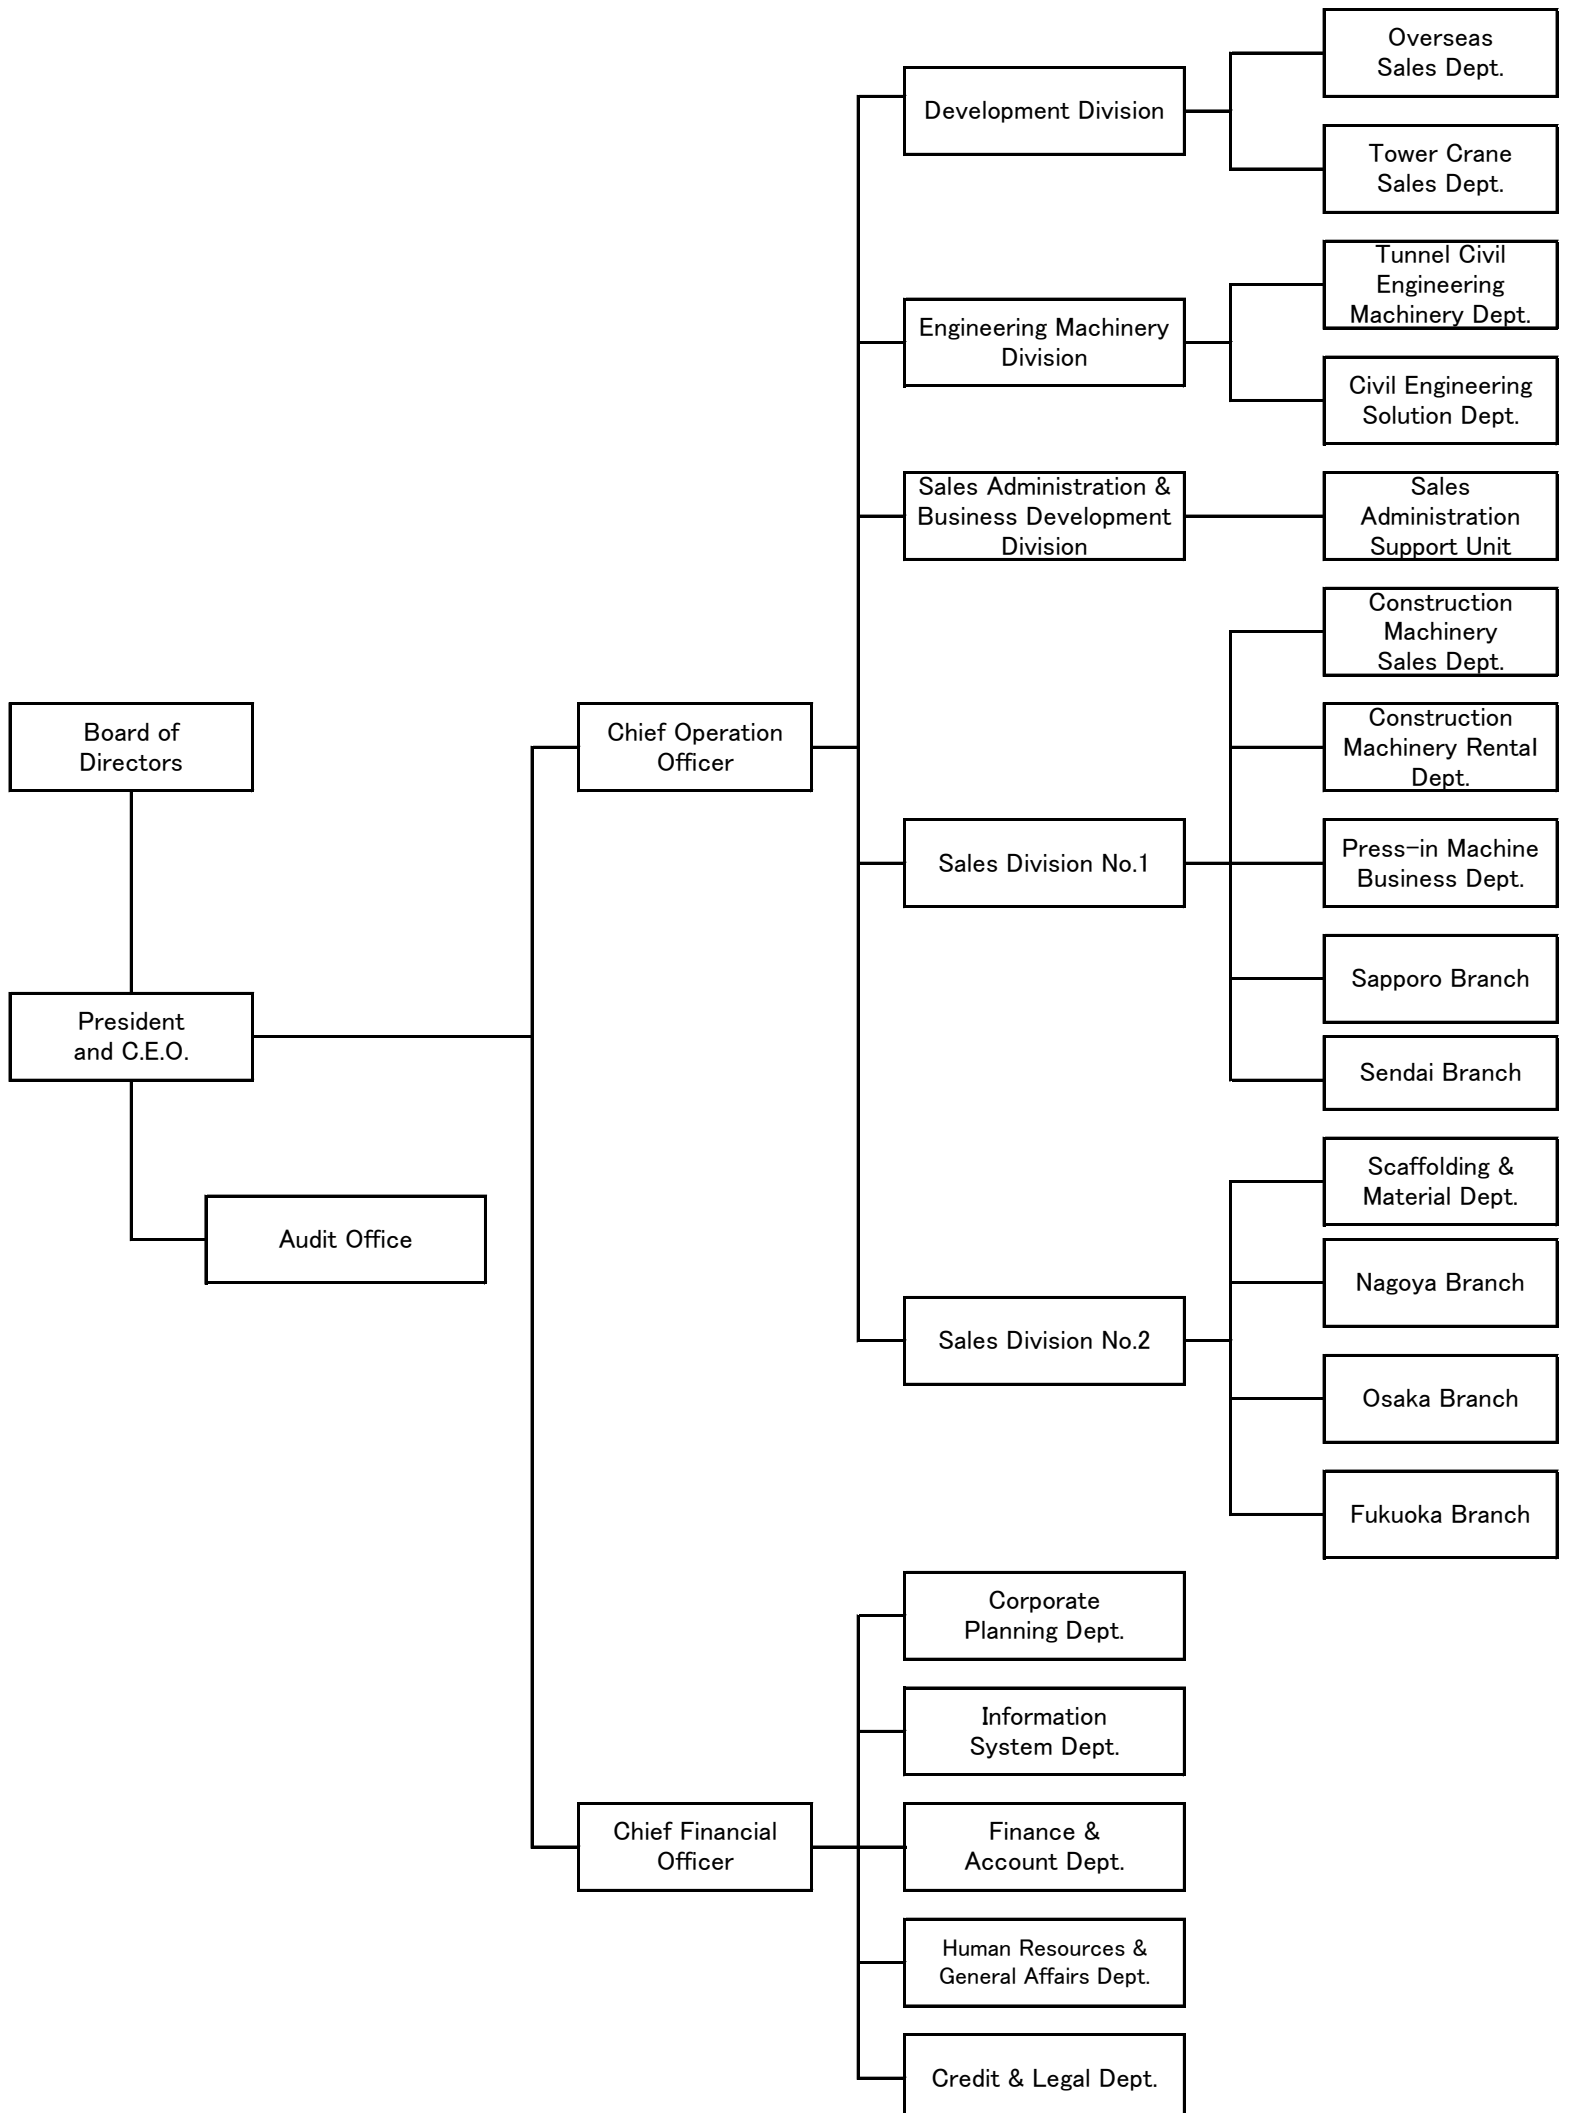 Board of
Directors
President
and C.E.O.
Audit Office
Chief Operation
Officer
Development Division
Overseas
Sales Dept.
Tower Crane
Sales Dept.
Engineering Machinery
Division
Tunnel Civil
Engineering
Machinery Dept.
Civil Engineering
Solution Dept.
Sales Administration &
Business Development
Division
Sales
Administration
Support Unit
Sales Division No.1
Construction
Machinery
Sales Dept.
Construction
Machinery Rental
Dept.
Press-in Machine
Business Dept.
Sapporo Branch
Sendai Branch
Sales Division No.2
Scaffolding &
Material Dept.
Nagoya Branch
Osaka Branch
Fukuoka Branch
Chief Financial
Officer
Corporate
Planning Dept.
Information
System Dept.
Finance &
Account Dept.
Human Resources &
General Affairs Dept.
Credit & Legal Dept.